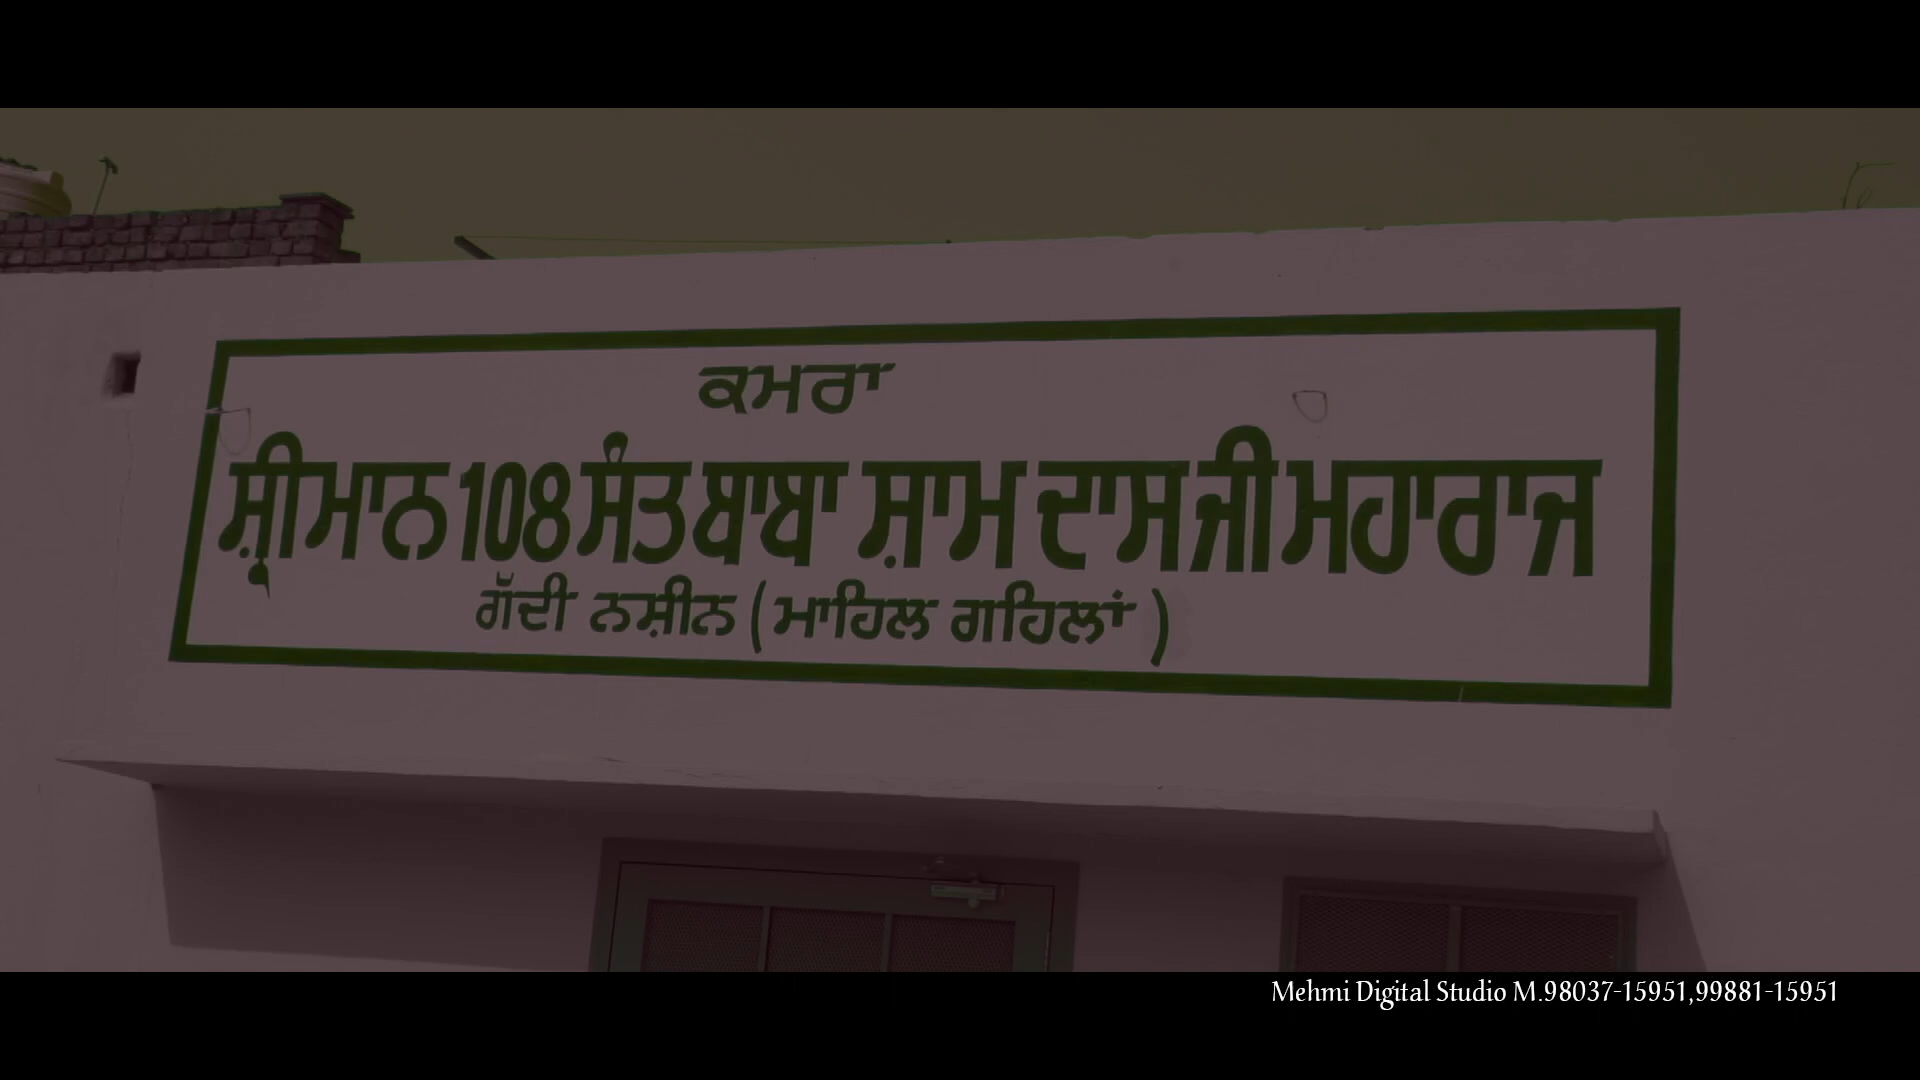 ਕਮਰਾ
ਸ਼੍ਰੀਮਾਨ 108 ਸੰਤ ਬਾਬਾ ਸ਼ਾਮ ਦਾਸ ਜੀ ਮਹਾਰਾਜ
ਗੱਦੀ ਨਸ਼ੀਨ (ਮਾਹਿਲ ਗਹਿਲਾਂ)
Mehmi Digital Studio M.98037-15951,99881-15951